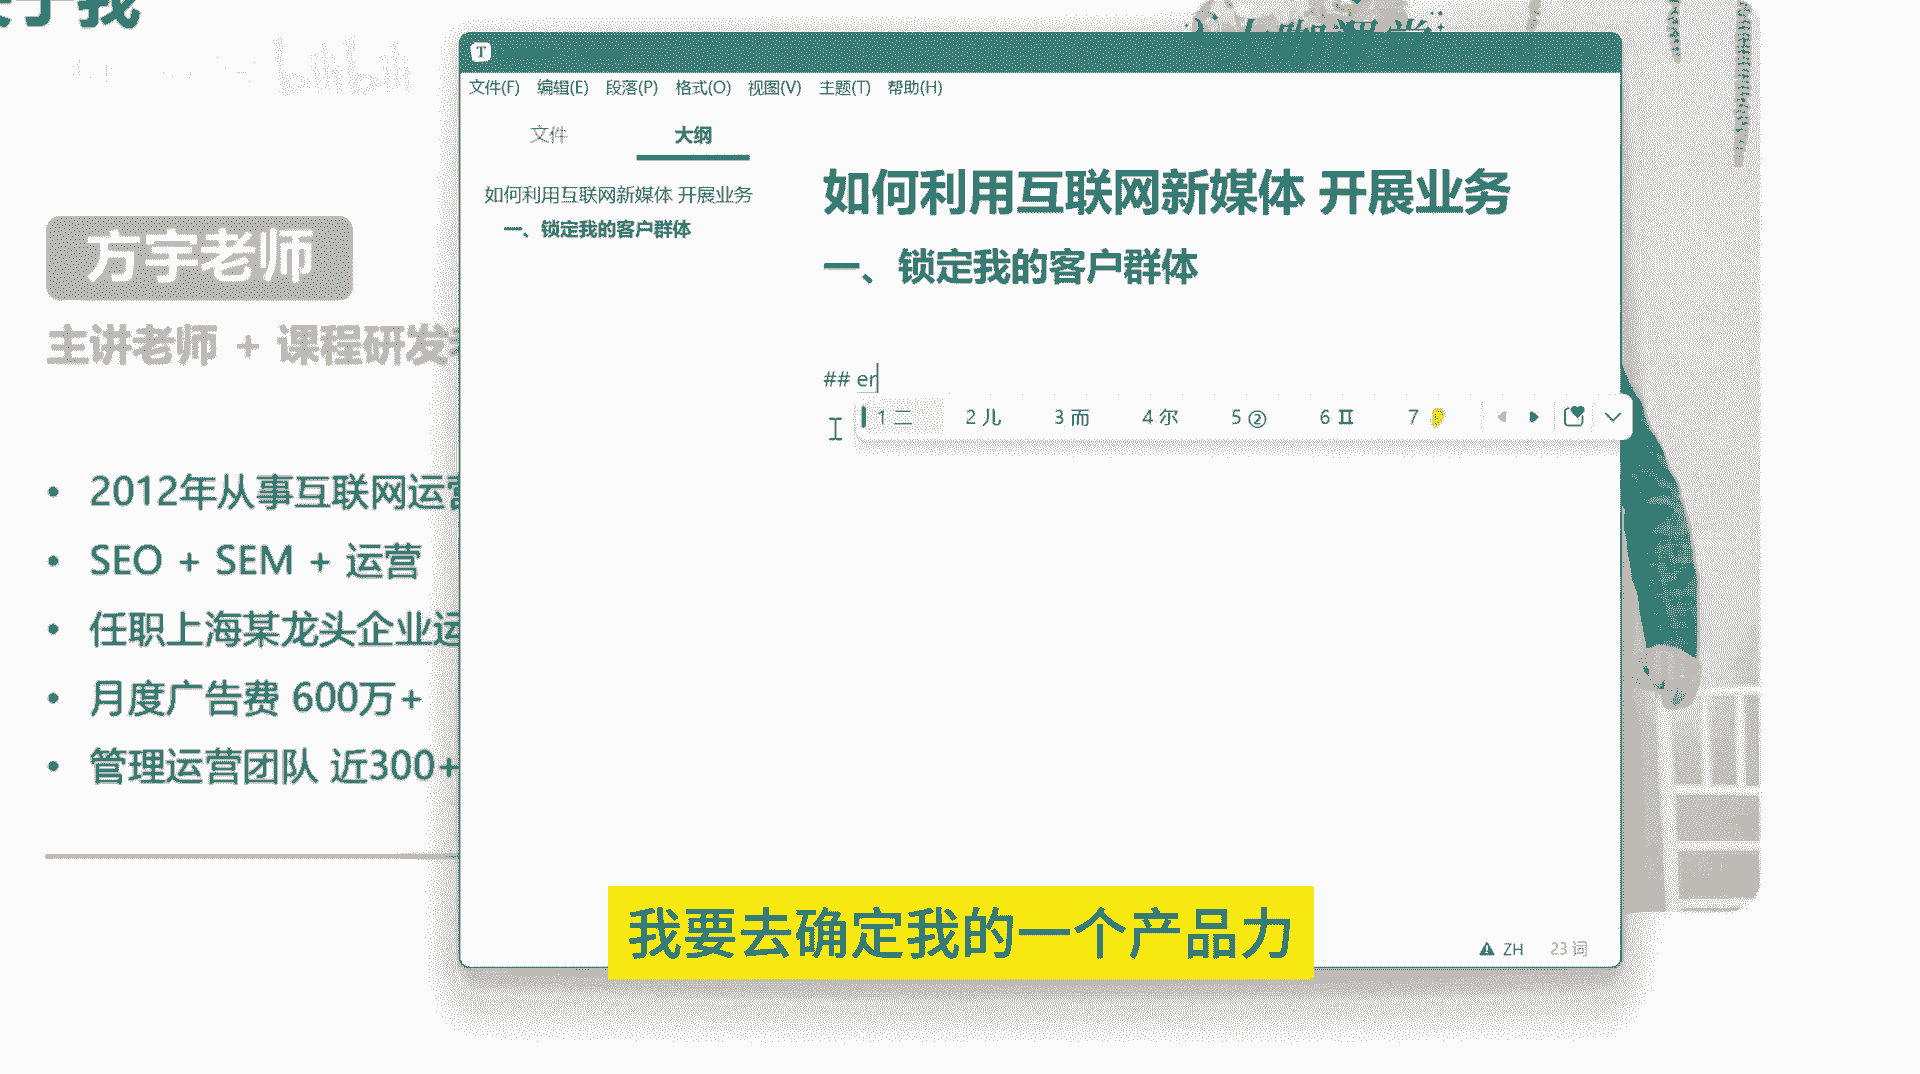 于我
bilibili
大咖课堂
方宇老师
主讲老师 + 课程研发
• 2012年从事互联网运营
• SEO + SEM + 运营
• 任职上海某龙头企业运
• 月度广告费 600万+
• 管理运营团队 近300+
T
文件(F) 编辑(E) 段落(P) 格式(O) 视图(V) 主题(T) 帮助(H)
文件 大纲
如何利用互联网新媒体 开展业务
一、锁定我的客户群体
如何利用互联网新媒体 开展业务
一、锁定我的客户群体
## er
1 二 2 儿 3 而 4 尔 5 ② 6 Ⅱ 7 👂
ZH 23 词
我要去确定我的一个产品力